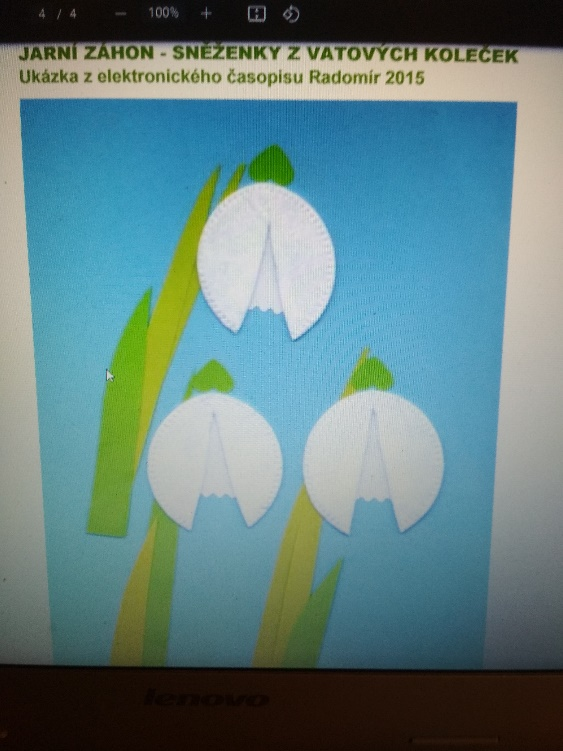 4 / 4
100%
JARNÍ ZÁHON - SNĚŽENKY Z VATOVÝCH KOLEČEK
Ukázka z elektronického časopisu Radomír 2015
lenovo